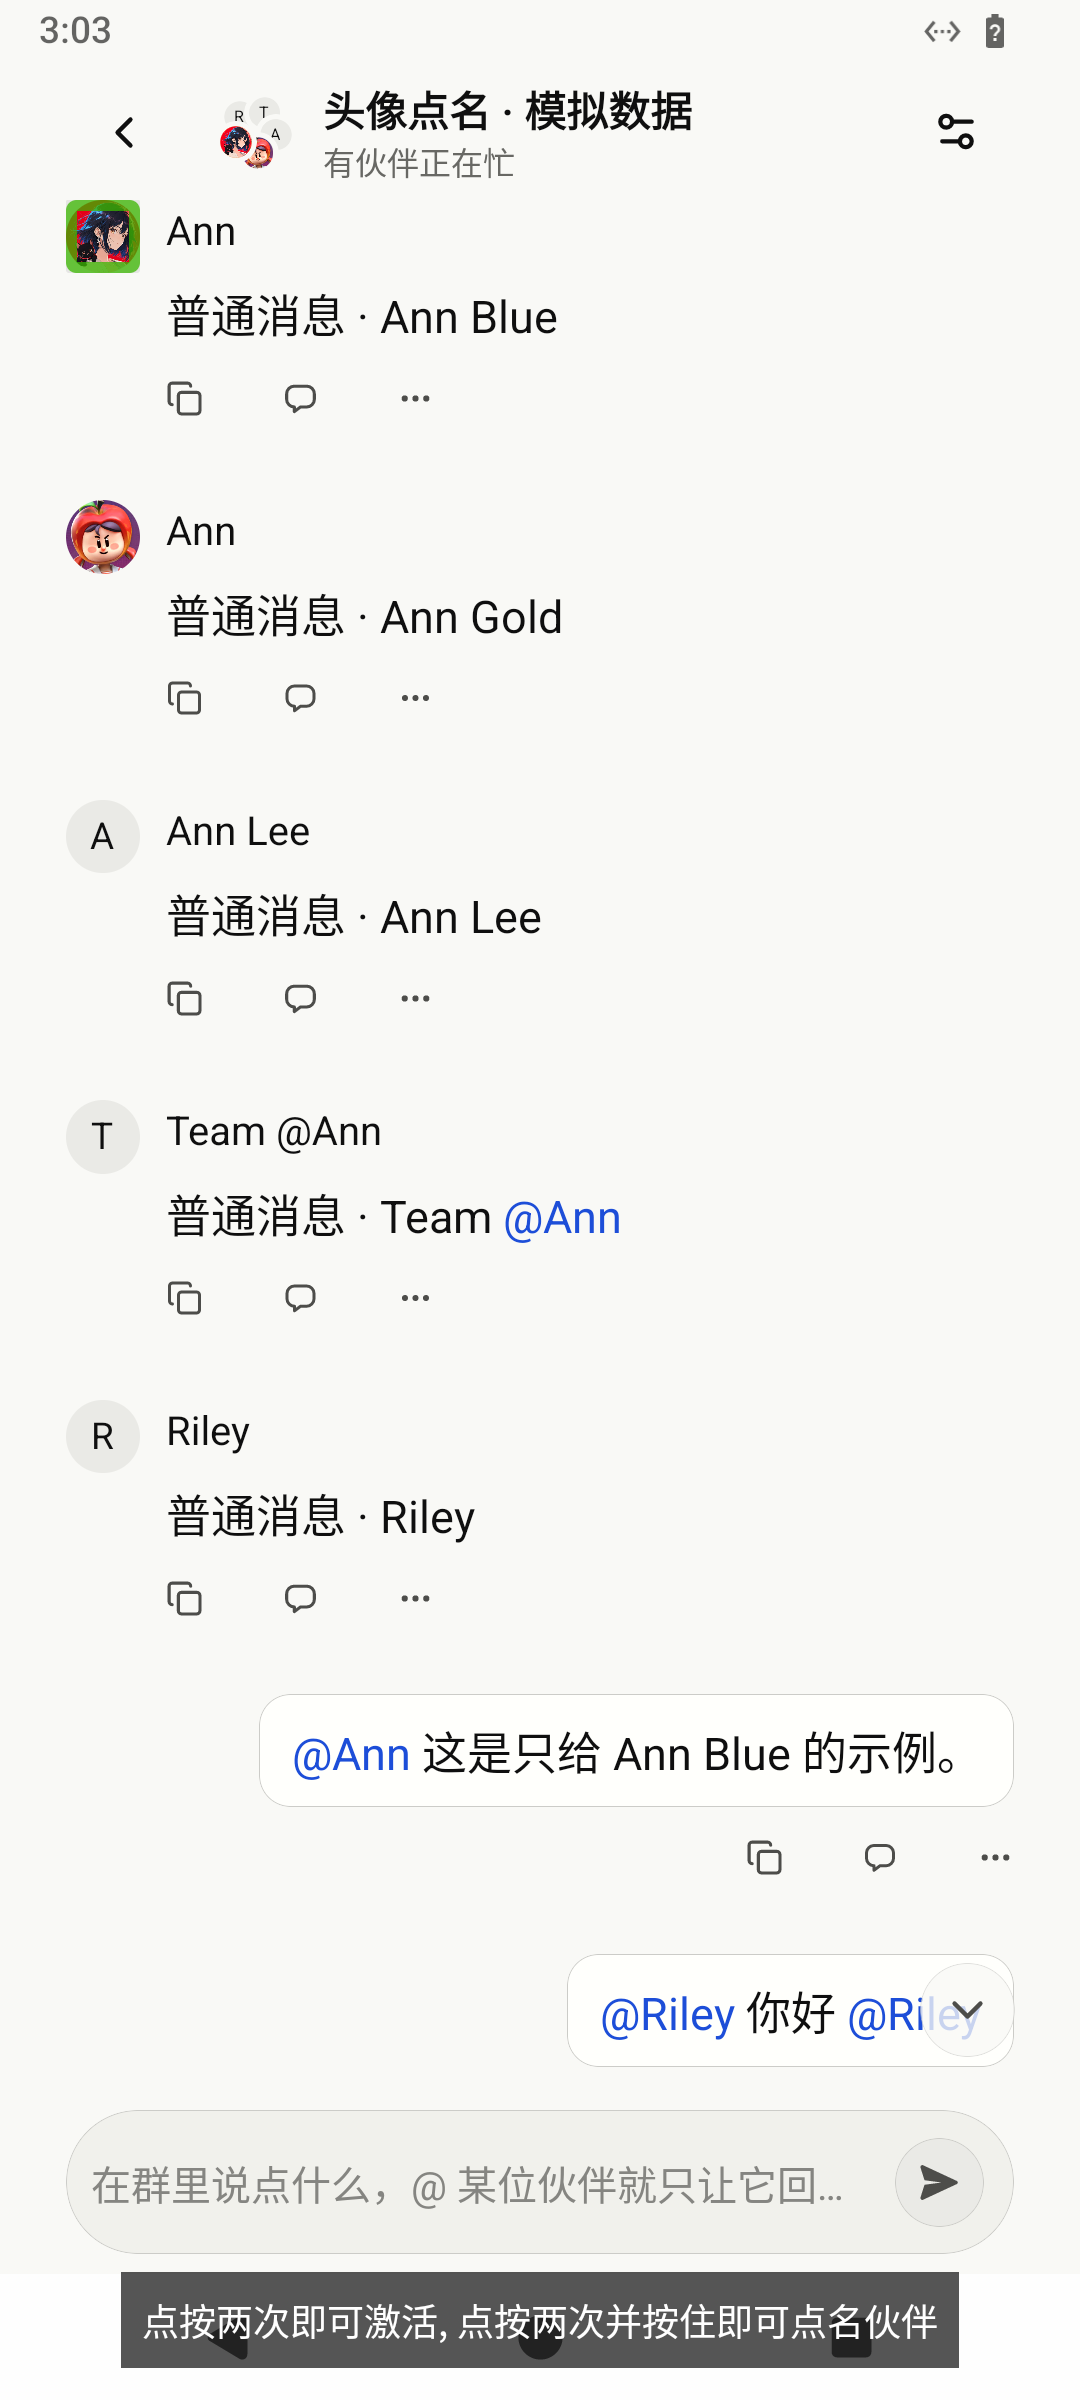 3:03
R T A
头像点名 · 模拟数据
有伙伴正在忙
Ann
普通消息 · Ann Blue
Ann
普通消息 · Ann Gold
A
Ann Lee
普通消息 · Ann Lee
T
Team @Ann
普通消息 · Team @Ann
R
Riley
普通消息 · Riley
@Ann 这是只给 Ann Blue 的示例。
@Riley 你好 @Riley
在群里说点什么，@ 某位伙伴就只让它回...
点按两次即可激活, 点按两次并按住即可点名伙伴